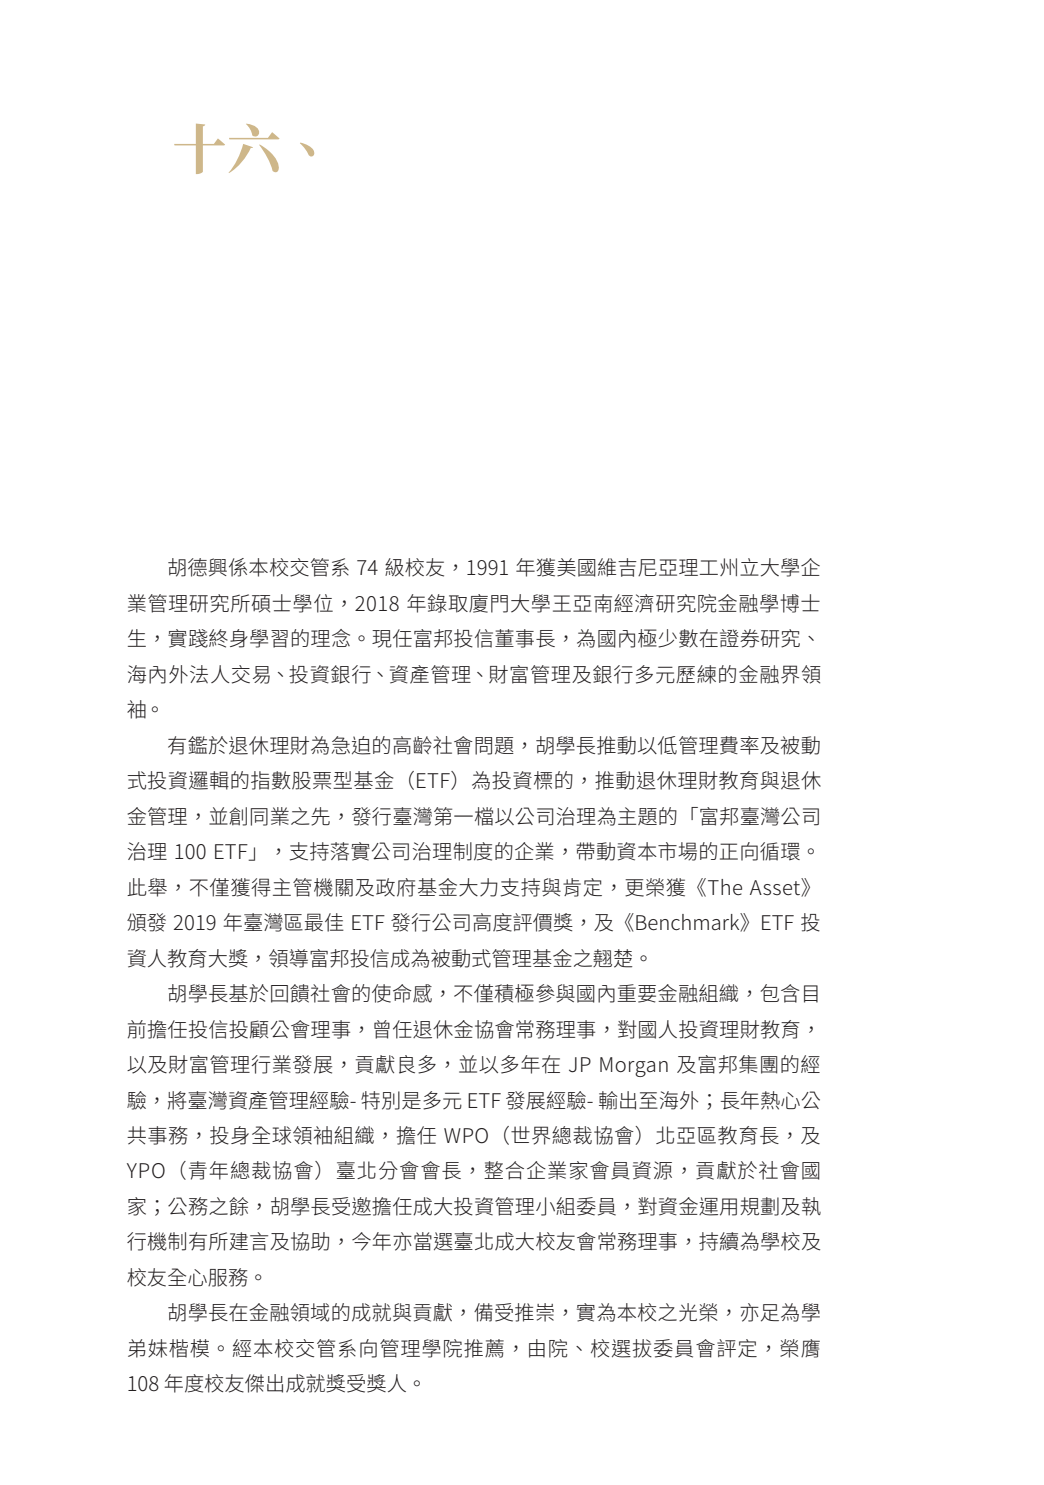 十六、
胡德興係本校交管系 74 級校友，1991 年獲美國維吉尼亞理工州立大學企
業管理研究所碩士學位，2018 年錄取廈門大學王亞南經濟研究院金融學博士
生，實踐終身學習的理念。現任富邦投信董事長，為國內極少數在證券研究、
海內外法人交易、投資銀行、資產管理、財富管理及銀行多元歷練的金融界領
袖。
有鑑於退休理財為急迫的高齡社會問題，胡學長推動以低管理費率及被動
式投資邏輯的指數股票型基金（ETF）為投資標的，推動退休理財教育與退休
金管理，並創同業之先，發行臺灣第一檔以公司治理為主題的「富邦臺灣公司
治理 100 ETF」，支持落實公司治理制度的企業，帶動資本市場的正向循環。
此舉，不僅獲得主管機關及政府基金大力支持與肯定，更榮獲《The Asset》
頒發 2019 年臺灣區最佳 ETF 發行公司高度評價獎，及《Benchmark》ETF 投
資人教育大獎，領導富邦投信成為被動式管理基金之翹楚。
胡學長基於回饋社會的使命感，不僅積極參與國內重要金融組織，包含目
前擔任投信投顧公會理事，曾任退休金協會常務理事，對國人投資理財教育，
以及財富管理行業發展，貢獻良多，並以多年在 JP Morgan 及富邦集團的經
驗，將臺灣資產管理經驗- 特別是多元 ETF 發展經驗- 輸出至海外；長年熱心公
共事務，投身全球領袖組織，擔任 WPO（世界總裁協會）北亞區教育長，及
YPO（青年總裁協會）臺北分會會長，整合企業家會員資源，貢獻於社會國
家；公務之餘，胡學長受邀擔任成大投資管理小組委員，對資金運用規劃及執
行機制有所建言及協助，今年亦當選臺北成大校友會常務理事，持續為學校及
校友全心服務。
胡學長在金融領域的成就與貢獻，備受推崇，實為本校之光榮，亦足為學
弟妹楷模。經本校交管系向管理學院推薦，由院、校選拔委員會評定，榮膺
108 年度校友傑出成就獎受獎人。